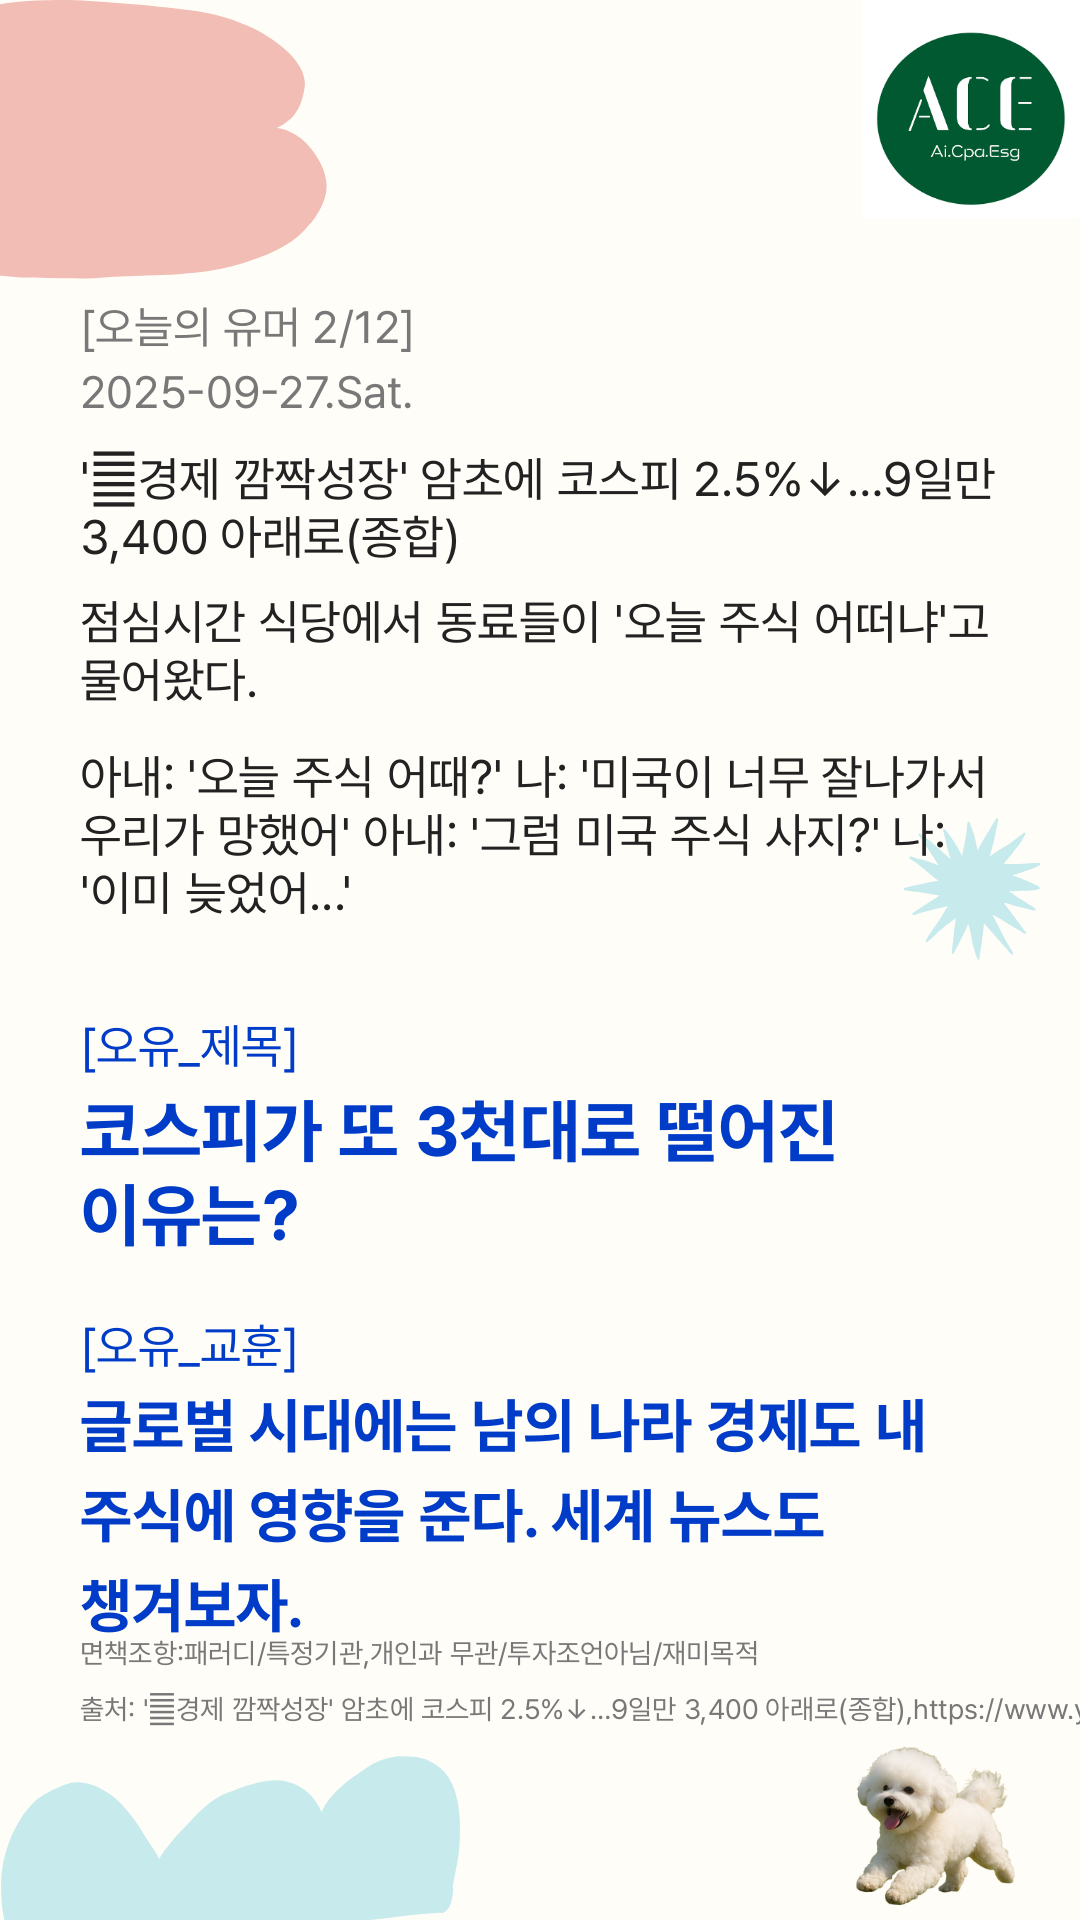 ACE
Ai.Cpa.Esg
[오늘의 유머 2/12]
2025-09-27.Sat.
'䷀경제 깜짝성장' 암초에 코스피 2.5%↓…9일만
3,400 아래로(종합)
점심시간 식당에서 동료들이 '오늘 주식 어떠냐'고
물어왔다.
아내: '오늘 주식 어때?' 나: '미국이 너무 잘나가서
우리가 망했어' 아내: '그럼 미국 주식 사지?' 나:
'이미 늦었어...'
[오유_제목]
코스피가 또 3천대로 떨어진
이유는?
[오유_교훈]
글로벌 시대에는 남의 나라 경제도 내
주식에 영향을 준다. 세계 뉴스도
챙겨보자.
면책조항:패러디/특정기관,개인과 무관/투자조언아님/재미목적
출처: '䷀경제 깜짝성장' 암초에 코스피 2.5%↓…9일만 3,400 아래로(종합),https://www.y